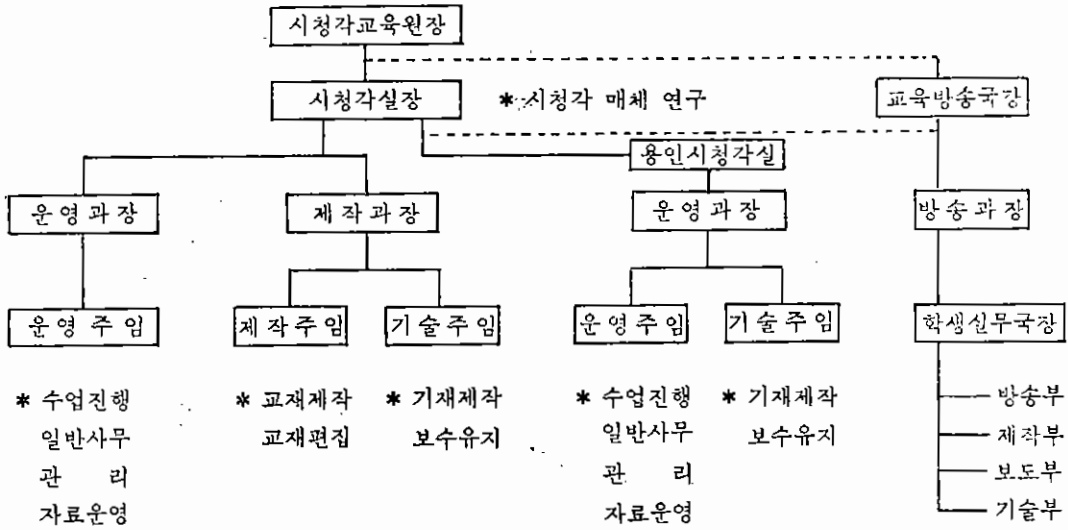 시청각교육원장
시청각실장 * 시청각 매체 연구 교육방송국장
용인시청각실
운영과장 제작과장 운영과장 방송과장
운영주임 제작주임 기술주임 운영주임 기술주임 학생실무국장
* 수업진행 * 교재제작 * 기재제작 * 수업진행 * 기재제작 방송부
일반사무 교재편집 보수유지 일반사무 보수유지 제작부
관 리 관 리 보도부
자료운영 자료운영 기술부